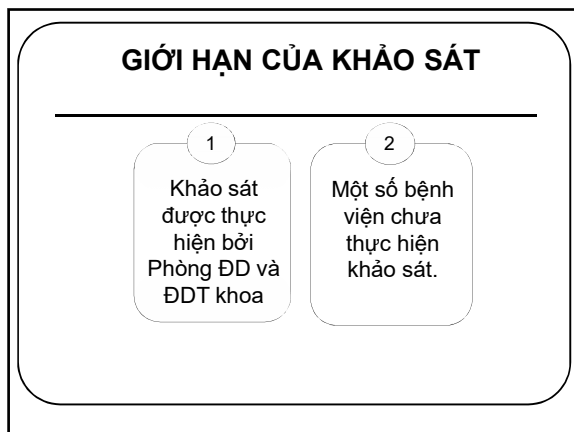 GIỚI HẠN CỦA KHẢO SÁT
1
Khảo sát
được thực
hiện bởi
Phòng ĐD và
ĐDT khoa
2
Một số bệnh
viện chưa
thực hiện
khảo sát.